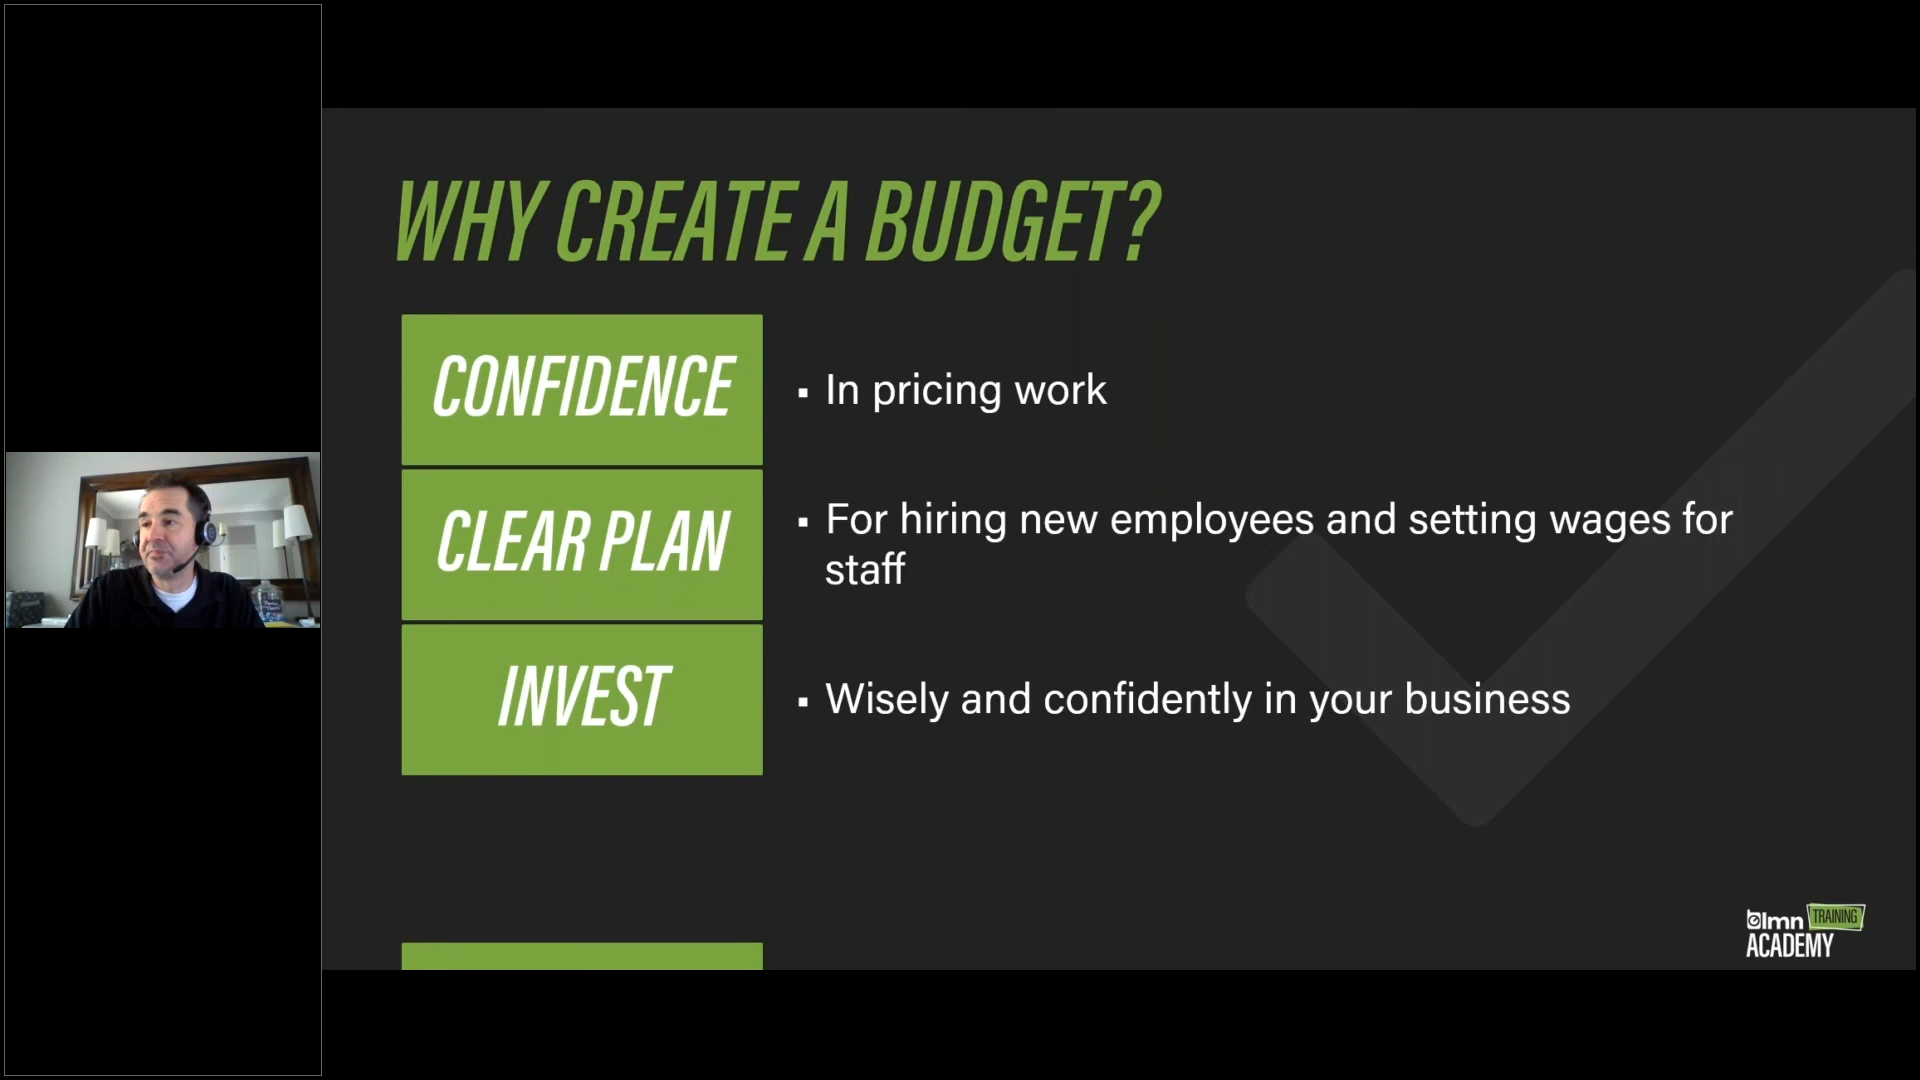 WHY CREATE A BUDGET?
CONFIDENCE
▪ In pricing work
CLEAR PLAN
▪ For hiring new employees and setting wages for
staff
INVEST
▪ Wisely and confidently in your business
lmn TRAINING
ACADEMY